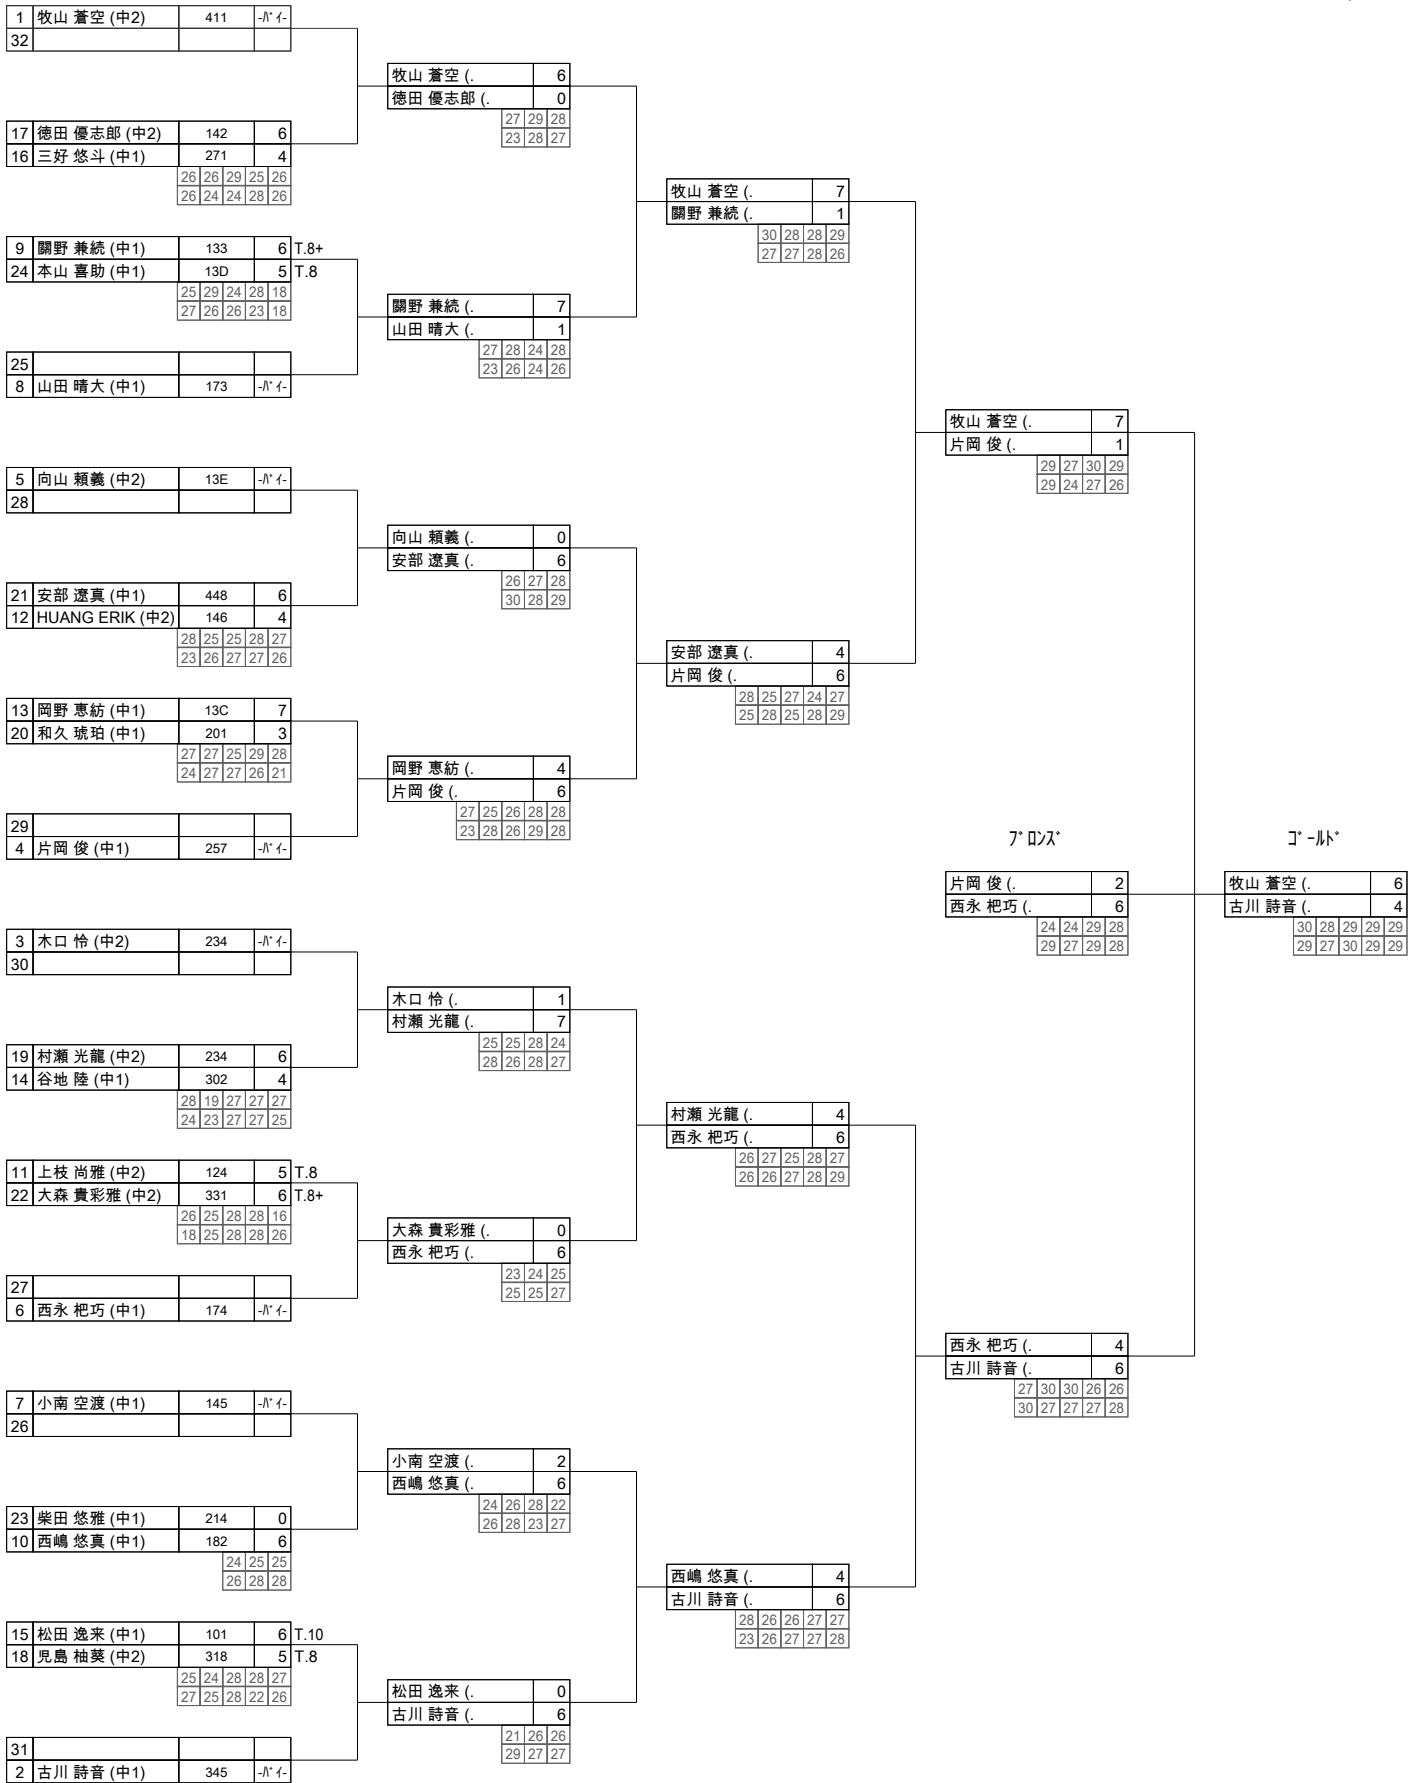 1 牧山 蒼空 (中2) 411 -ﾊﾞｲ-
32
牧山 蒼空 (. 6
徳田 優志郎 (. 0
27 29 28
23 28 27
17 徳田 優志郎 (中2) 142 6
16 三好 悠斗 (中1) 271 4
26 26 29 25 26
26 24 24 28 26
牧山 蒼空 (. 7
關野 兼続 (. 1
30 28 28 29
27 27 28 26
9 關野 兼続 (中1) 133 6 T.8+
24 本山 喜助 (中1) 13D 5 T.8
25 29 24 28 18
27 26 26 23 18
關野 兼続 (. 7
山田 晴大 (. 1
27 28 24 28
23 26 24 26
25
8 山田 晴大 (中1) 173 -ﾊﾞｲ-
牧山 蒼空 (. 7
片岡 俊 (. 1
29 27 30 29
29 24 27 26
5 向山 頼義 (中2) 13E -ﾊﾞｲ-
28
向山 頼義 (. 0
安部 遼真 (. 6
26 27 28
30 28 29
21 安部 遼真 (中1) 448 6
12 HUANG ERIK (中2) 146 4
28 25 25 28 27
23 26 27 27 26
安部 遼真 (. 4
片岡 俊 (. 6
28 25 27 24 27
25 28 25 28 29
13 岡野 恵紡 (中1) 13C 7
20 和久 琥珀 (中1) 201 3
27 27 25 29 28
24 27 27 26 21
岡野 恵紡 (. 4
片岡 俊 (. 6
27 25 26 28 28
23 28 26 29 28
29
4 片岡 俊 (中1) 257 -ﾊﾞｲ-
ﾌﾞﾛﾝｽﾞ ｺﾞｰﾙﾄﾞ
片岡 俊 (. 2
西永 杷巧 (. 6
24 24 29 28
29 27 29 28
牧山 蒼空 (. 6
古川 詩音 (. 4
30 28 29 29 29
29 27 30 29 29
3 木口 怜 (中2) 234 -ﾊﾞｲ-
30
木口 怜 (. 1
村瀬 光龍 (. 7
25 25 28 24
28 26 28 27
19 村瀬 光龍 (中2) 234 6
14 谷地 陸 (中1) 302 4
28 19 27 27 27
24 23 27 27 25
村瀬 光龍 (. 4
西永 杷巧 (. 6
26 27 25 28 27
26 26 27 28 29
11 上枝 尚雅 (中2) 124 5 T.8
22 大森 貴彩雅 (中2) 331 6 T.8+
26 25 28 28 16
18 25 28 28 26
大森 貴彩雅 (. 0
西永 杷巧 (. 6
23 24 25
25 25 27
27
6 西永 杷巧 (中1) 174 -ﾊﾞｲ-
西永 杷巧 (. 4
古川 詩音 (. 6
27 30 30 26 26
30 27 27 27 28
7 小南 空渡 (中1) 145 -ﾊﾞｲ-
26
小南 空渡 (. 2
西嶋 悠真 (. 6
24 26 28 22
26 28 23 27
23 柴田 悠雅 (中1) 214 0
10 西嶋 悠真 (中1) 182 6
24 25 25
26 28 28
西嶋 悠真 (. 4
古川 詩音 (. 6
28 26 26 27 27
23 26 27 27 28
15 松田 逸来 (中1) 101 6 T.10
18 児島 柚葵 (中2) 318 5 T.8
25 24 28 28 27
27 25 28 22 26
松田 逸来 (. 0
古川 詩音 (. 6
21 26 26
29 27 27
31
2 古川 詩音 (中1) 345 -ﾊﾞｲ-